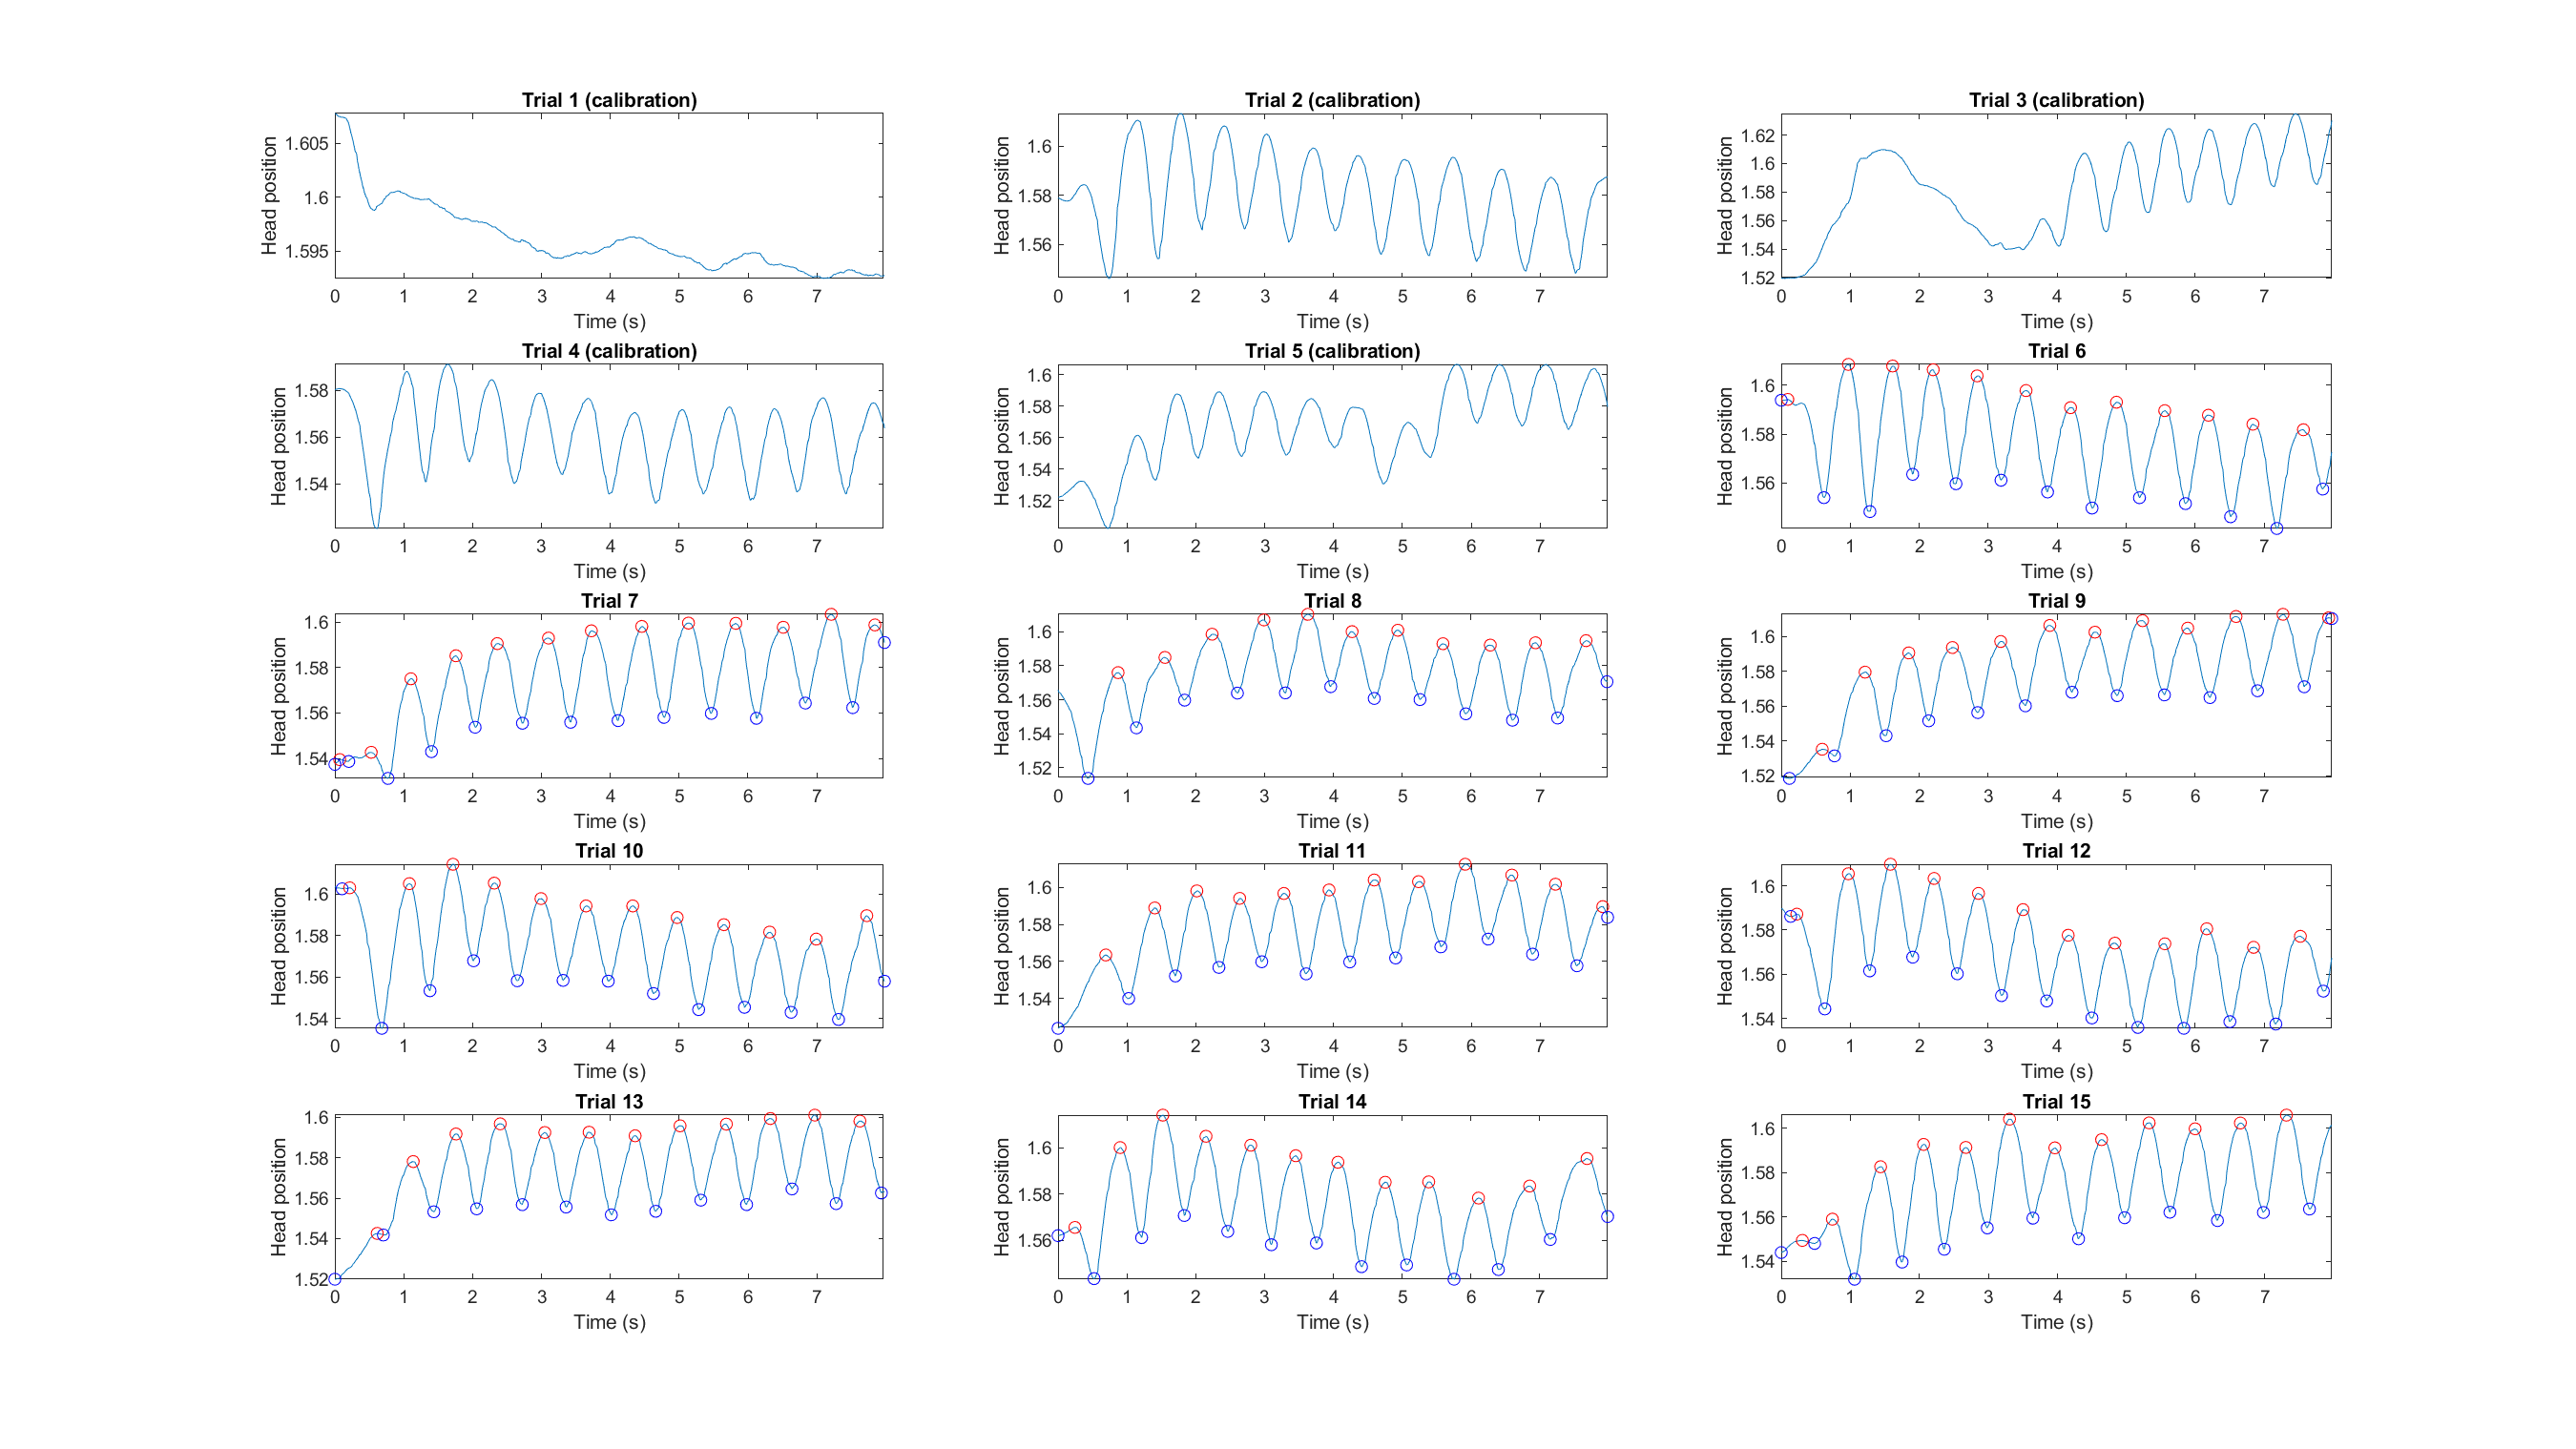 Trial 1 (calibration)
Head position
1.605
1.6
1.595
0 1 2 3 4 5 6 7
Time (s)
Trial 2 (calibration)
Head position
1.6
1.58
1.56
0 1 2 3 4 5 6 7
Time (s)
Trial 3 (calibration)
Head position
1.62
1.6
1.58
1.56
1.54
1.52
0 1 2 3 4 5 6 7
Time (s)
Trial 4 (calibration)
Head position
1.58
1.56
1.54
0 1 2 3 4 5 6 7
Time (s)
Trial 5 (calibration)
Head position
1.6
1.58
1.56
1.54
1.52
0 1 2 3 4 5 6 7
Time (s)
Trial 6
Head position
1.6
1.58
1.56
0 1 2 3 4 5 6 7
Time (s)
Trial 7
Head position
1.6
1.58
1.56
1.54
0 1 2 3 4 5 6 7
Time (s)
Trial 8
Head position
1.6
1.58
1.56
1.54
1.52
0 1 2 3 4 5 6 7
Time (s)
Trial 9
Head position
1.6
1.58
1.56
1.54
1.52
0 1 2 3 4 5 6 7
Time (s)
Trial 10
Head position
1.6
1.58
1.56
1.54
0 1 2 3 4 5 6 7
Time (s)
Trial 11
Head position
1.6
1.58
1.56
1.54
0 1 2 3 4 5 6 7
Time (s)
Trial 12
Head position
1.6
1.58
1.56
1.54
0 1 2 3 4 5 6 7
Time (s)
Trial 13
Head position
1.6
1.58
1.56
1.54
1.52
0 1 2 3 4 5 6 7
Time (s)
Trial 14
Head position
1.6
1.58
1.56
0 1 2 3 4 5 6 7
Time (s)
Trial 15
Head position
1.6
1.58
1.56
1.54
0 1 2 3 4 5 6 7
Time (s)